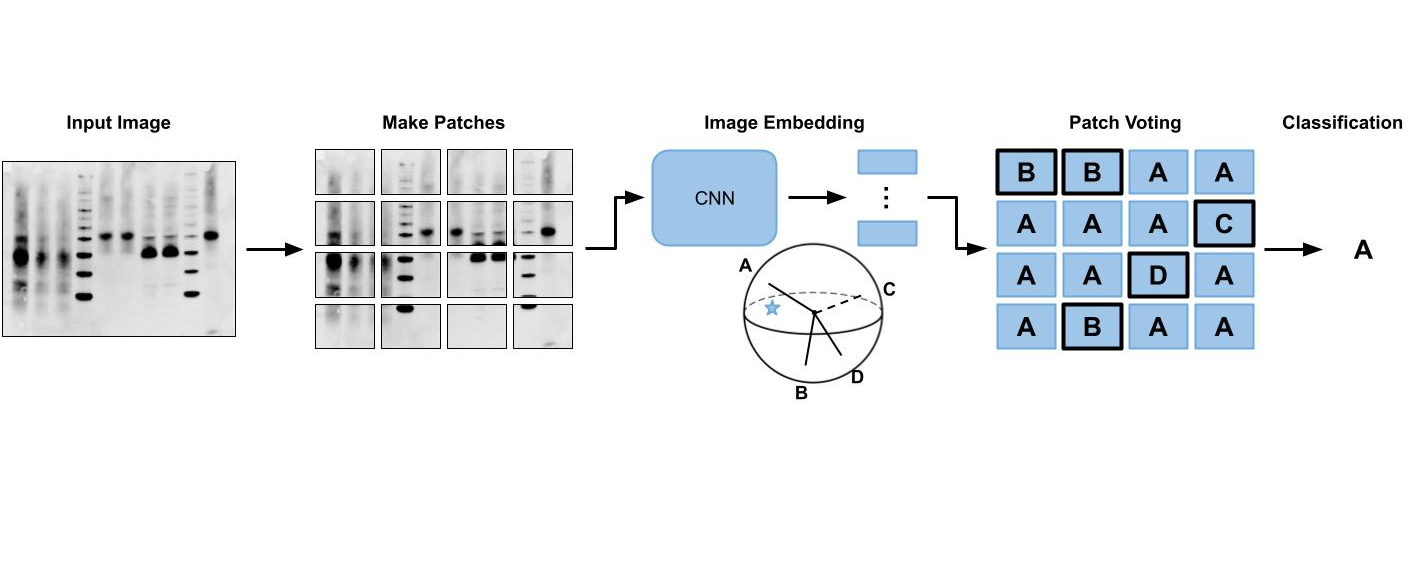 Input Image
Make Patches
Image Embedding
Patch Voting
Classification
CNN
⋮
A
C
B
D
B B A A
A A A C
A A D A
A B A A
A